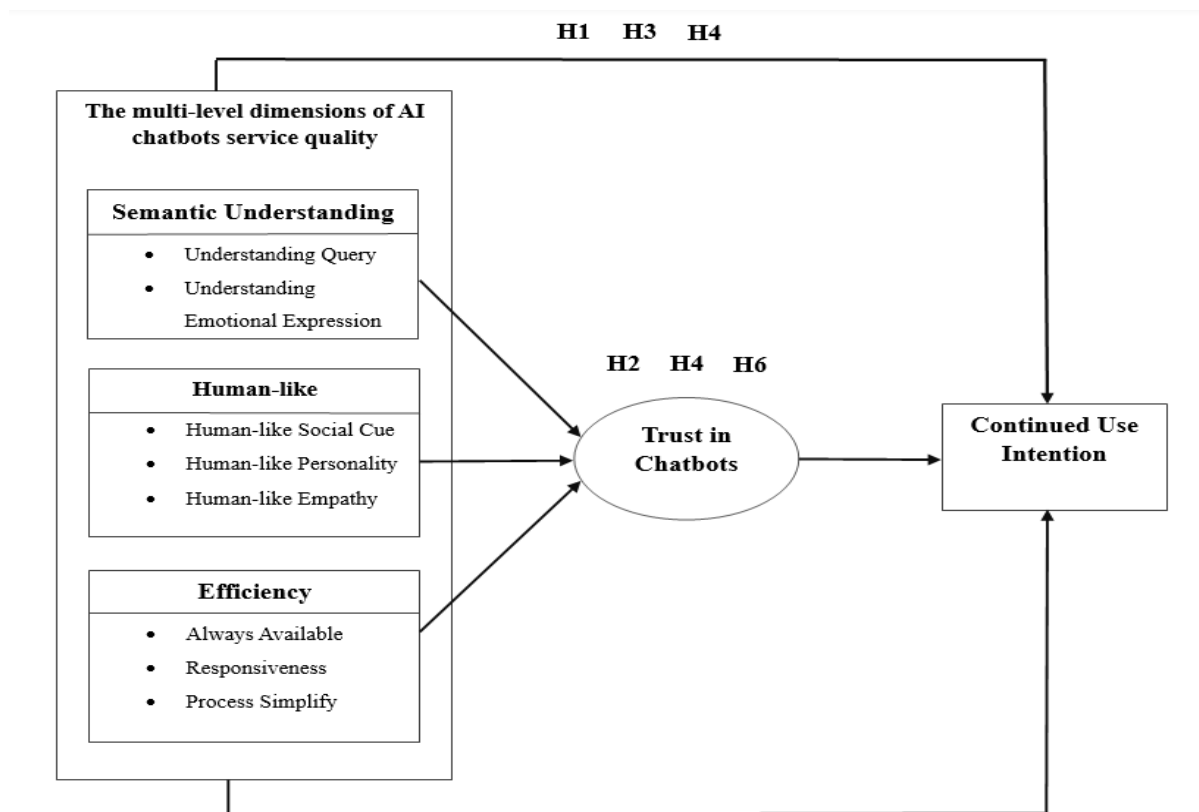 H1 H3 H4
The multi-level dimensions of AI
chatbots service quality
Semantic Understanding
• Understanding Query
• Understanding
Emotional Expression
Human-like
• Human-like Social Cue
• Human-like Personality
• Human-like Empathy
Efficiency
• Always Available
• Responsiveness
• Process Simplify
H2 H4 H6
Trust in
Chatbots
Continued Use
Intention